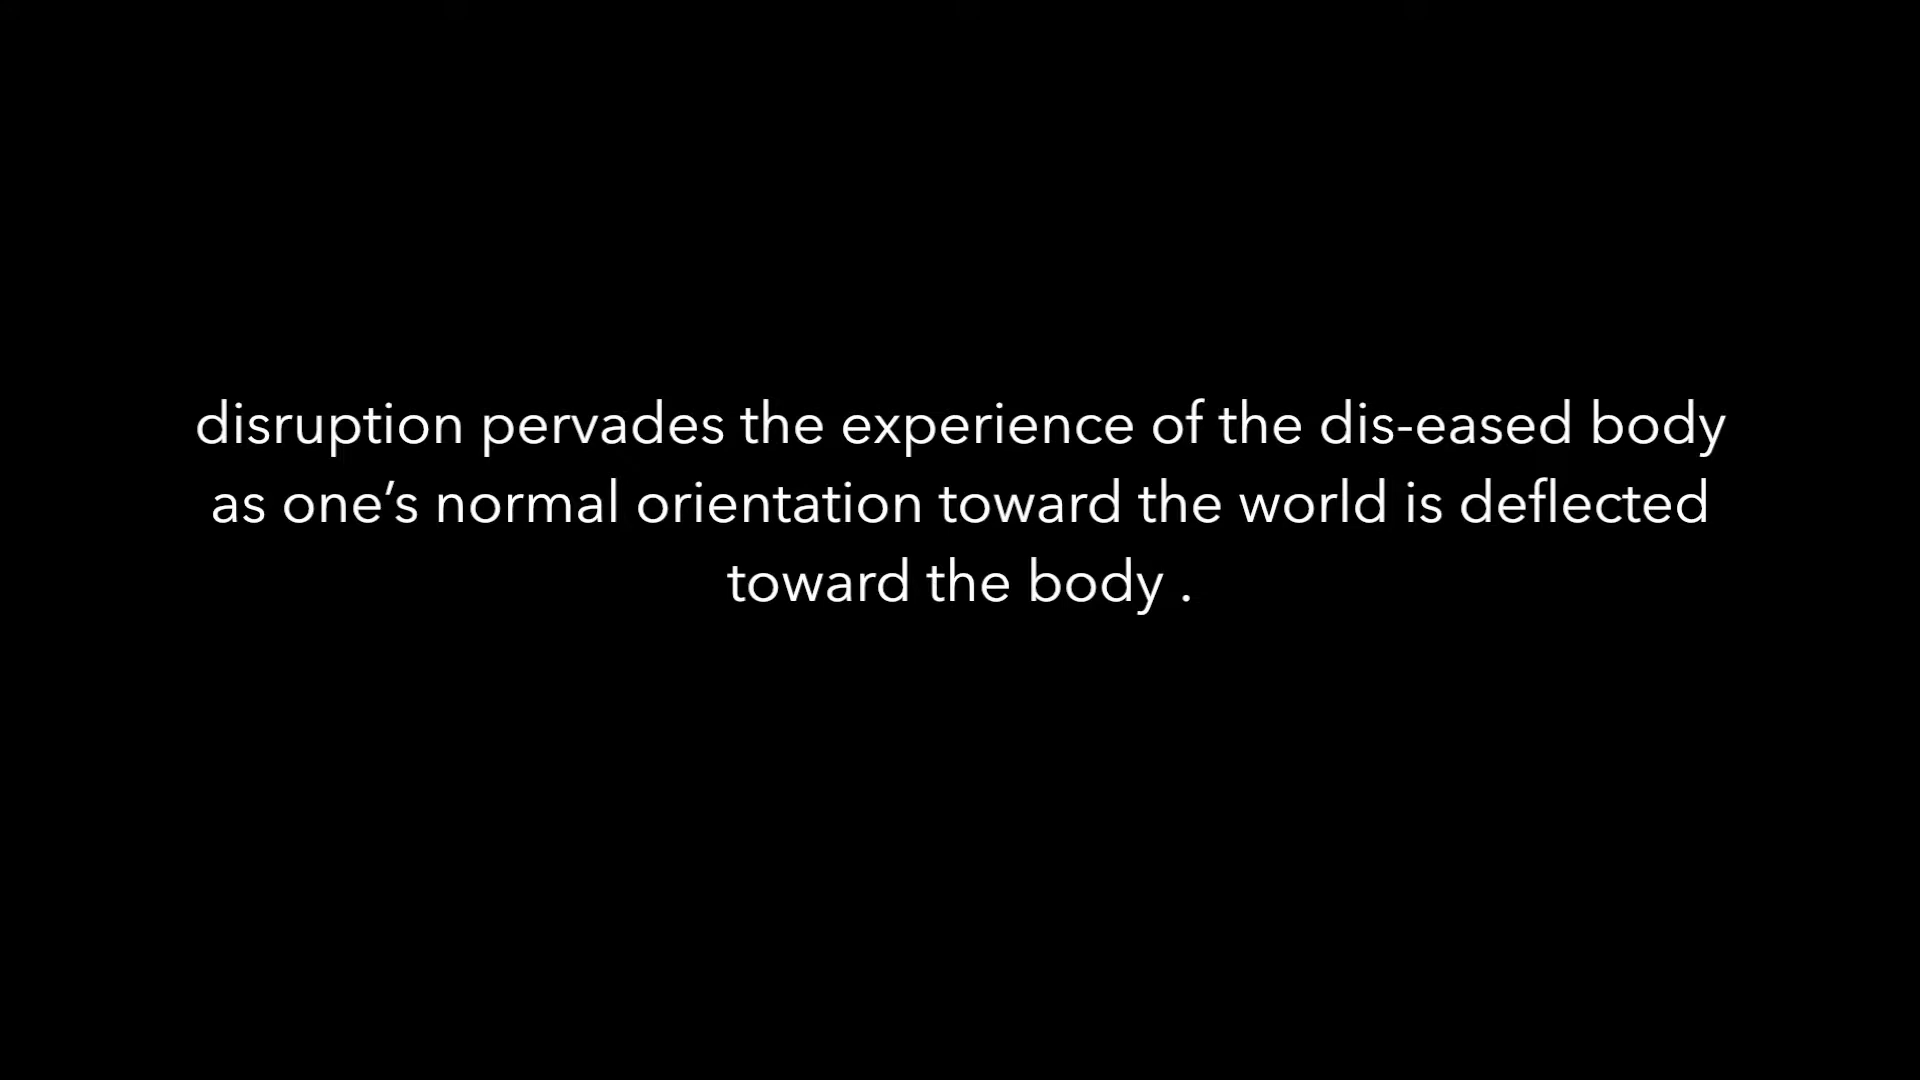 disruption pervades the experience of the dis-eased body
as one’s normal orientation toward the world is deflected
toward the body .